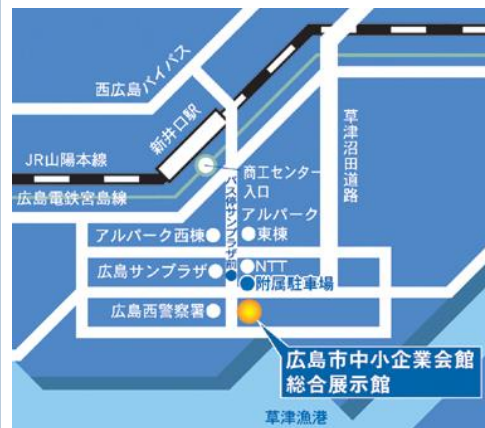 西広島バイパス
新井口駅
草津沼田道路
JR山陽本線
広島電鉄宮島線
商工センター
入口
バス停サンプラザ前
アルパーク
東棟
アルパーク西棟
広島サンプラザ
NTT
附属駐車場
広島西警察署
広島市中小企業会館
総合展示館
草津漁港